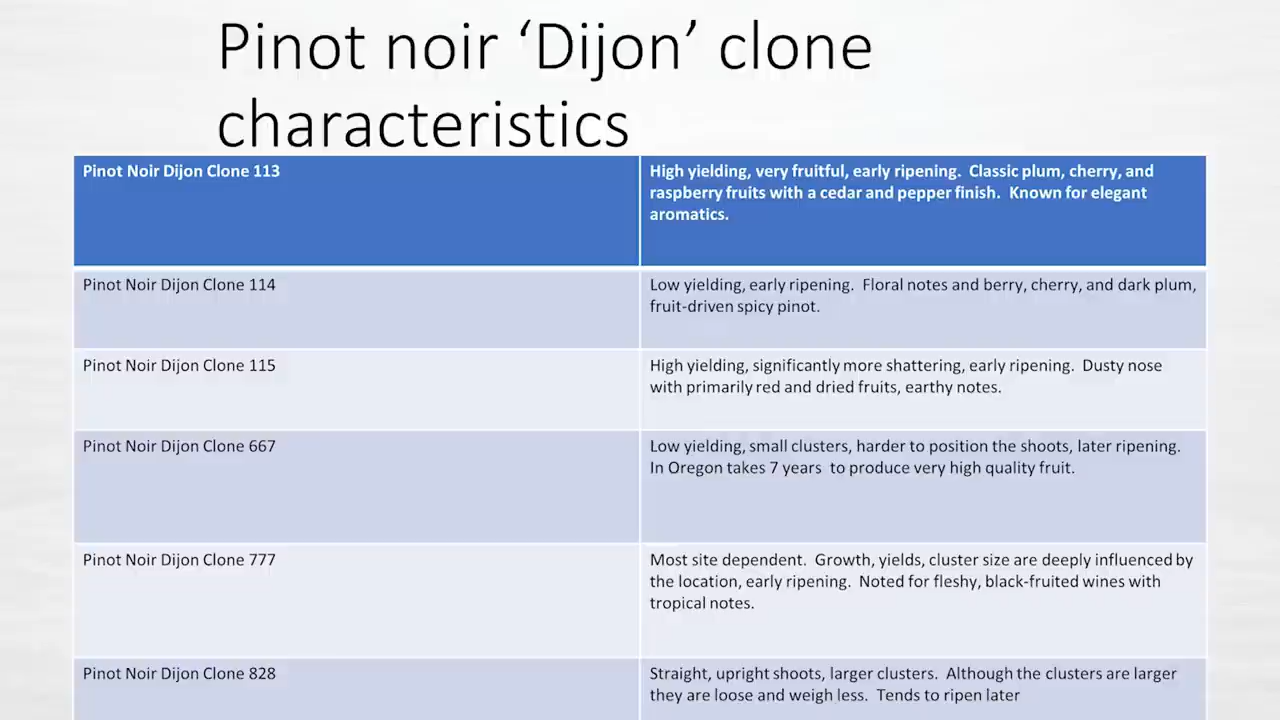 Pinot noir ‘Dijon’ clone
characteristics
Pinot Noir Dijon Clone 113
High yielding, very fruitful, early ripening.  Classic plum, cherry, and
raspberry fruits with a cedar and pepper finish.  Known for elegant
aromatics.
Pinot Noir Dijon Clone 114
Low yielding, early ripening.  Floral notes and berry, cherry, and dark plum,
fruit-driven spicy pinot.
Pinot Noir Dijon Clone 115
High yielding, significantly more shattering, early ripening.  Dusty nose
with primarily red and dried fruits, earthy notes.
Pinot Noir Dijon Clone 667
Low yielding, small clusters, harder to position the shoots, later ripening.
In Oregon takes 7 years  to produce very high quality fruit.
Pinot Noir Dijon Clone 777
Most site dependent.  Growth, yields, cluster size are deeply influenced by
the location, early ripening.  Noted for fleshy, black-fruited wines with
tropical notes.
Pinot Noir Dijon Clone 828
Straight, upright shoots, larger clusters.  Although the clusters are larger
they are loose and weigh less.  Tends to ripen later